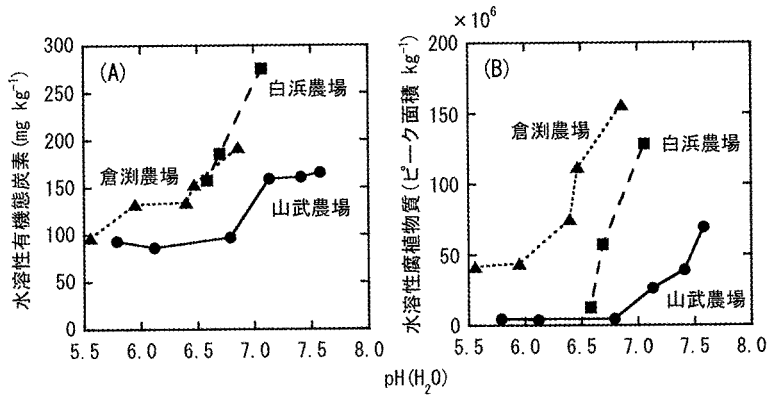 × 10⁶
(A)
水溶性有機態炭素(mg kg⁻¹)
300
250
200
150
100
50
0
白浜農場
倉渕農場
山武農場
5.5 6.0 6.5 7.0 7.5 8.0
(B)
水溶性腐植物質(ピーク面積 kg⁻¹)
200
150
100
50
0
倉渕農場
白浜農場
山武農場
5.5 6.0 6.5 7.0 7.5 8.0
pH(H₂O)